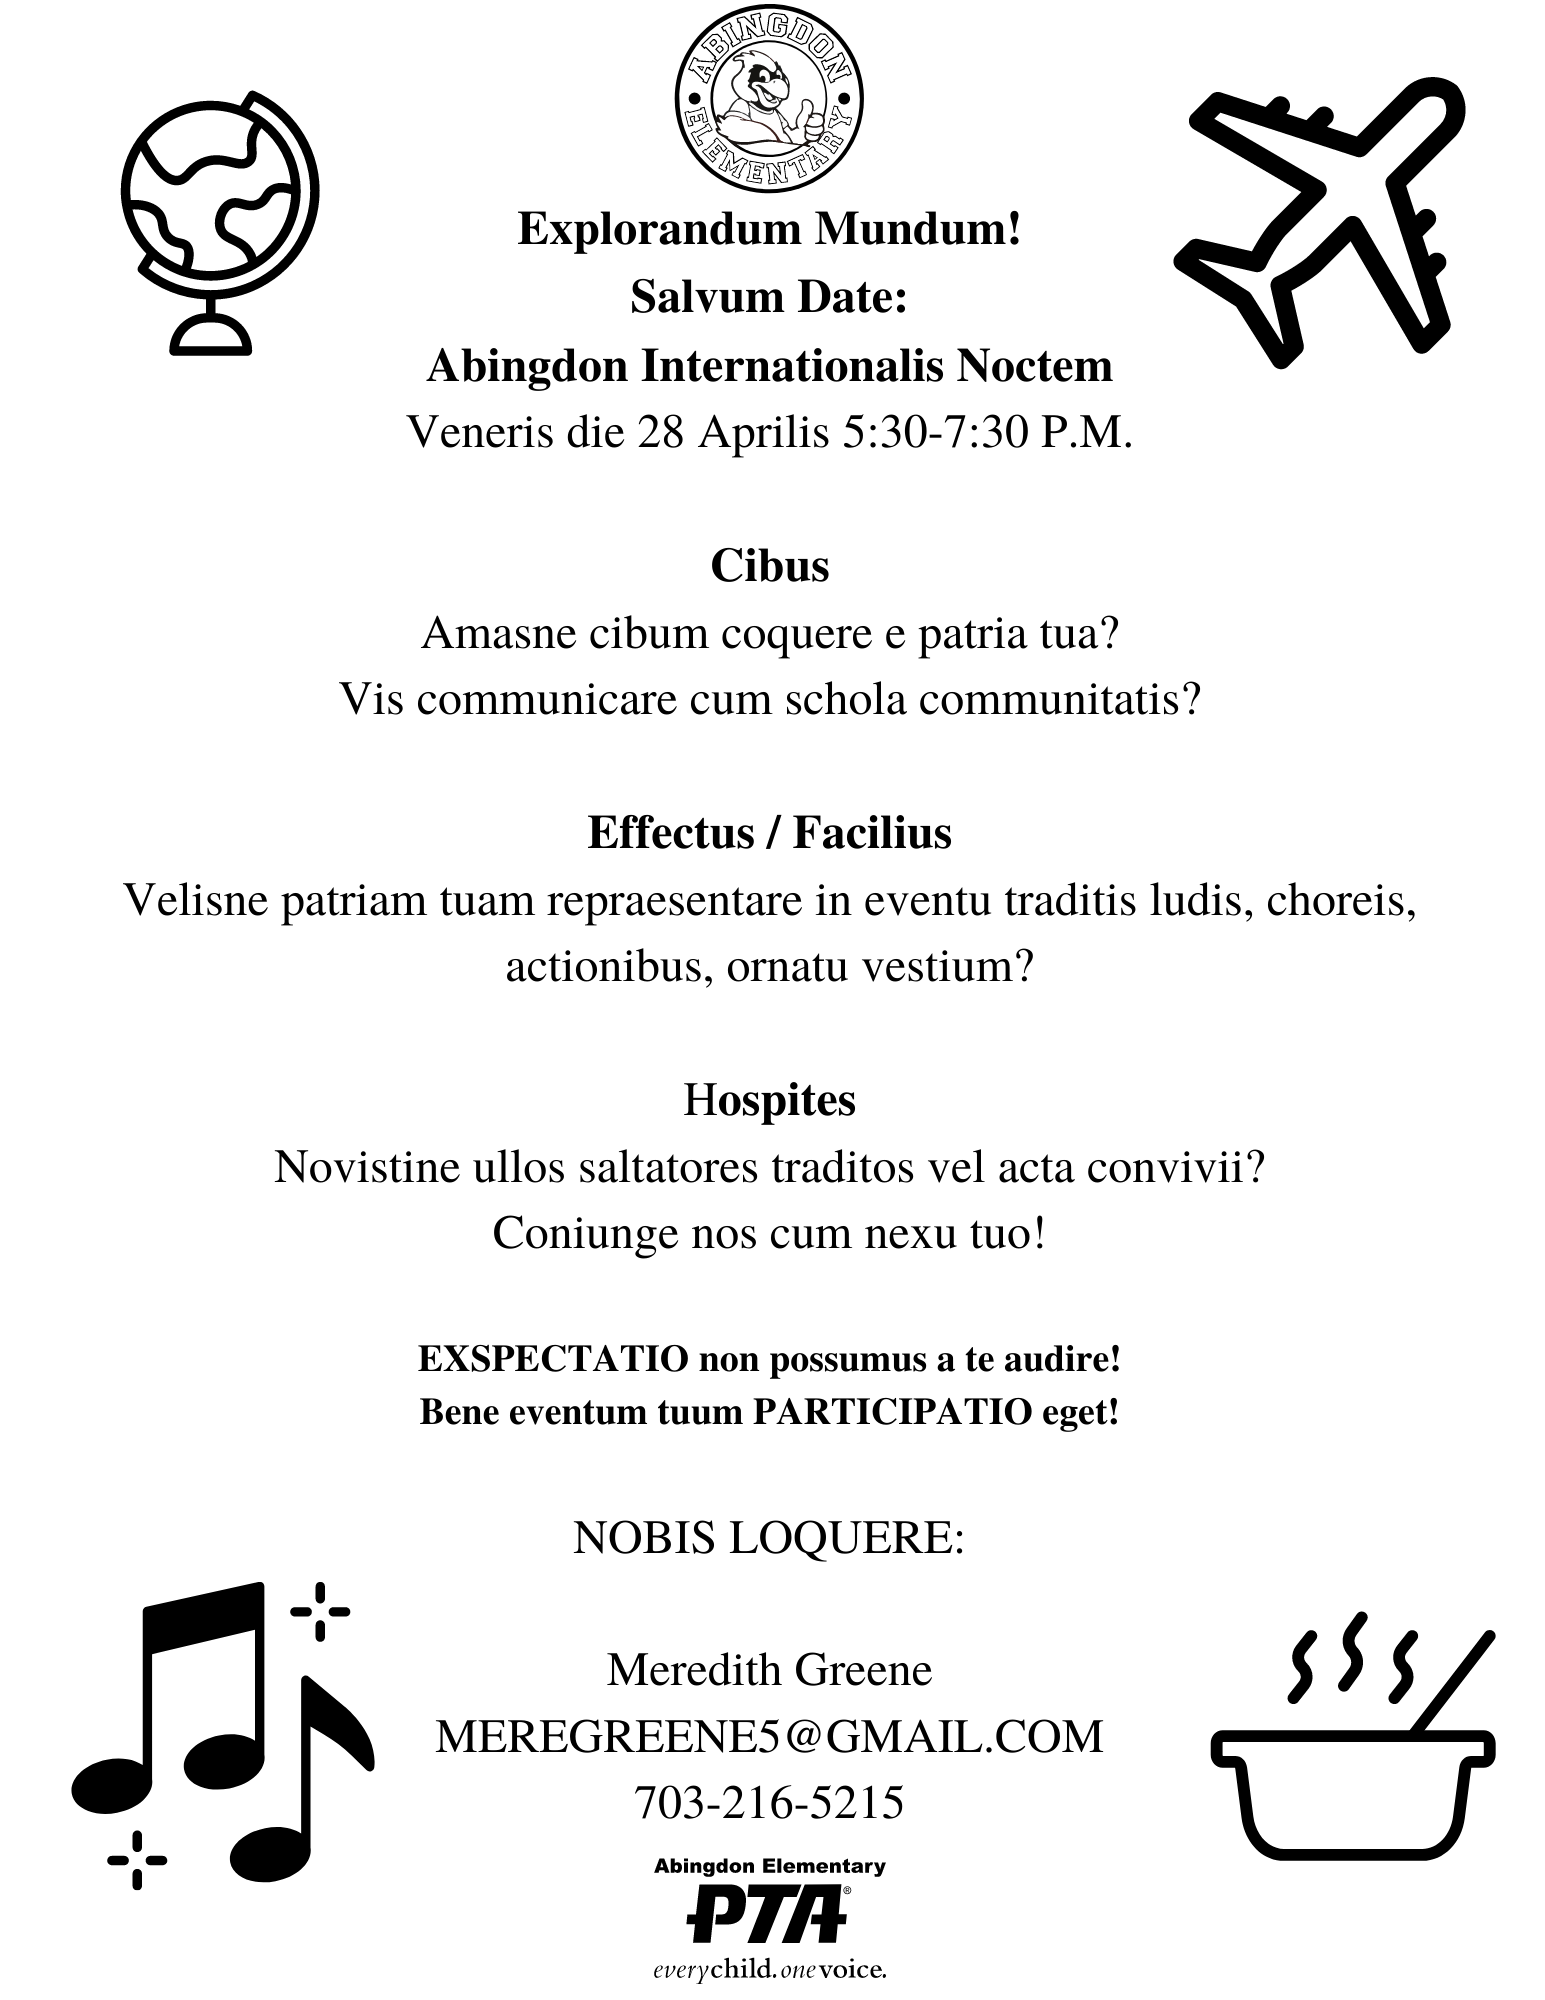 ABINGDON
ELEMENTARY
Explorandum Mundum!
Salvum Date:
Abingdon Internationalis Noctem
Veneris die 28 Aprilis 5:30-7:30 P.M.
Cibus
Amasne cibum coquere e patria tua?
Vis communicare cum schola communitatis?
Effectus / Facilius
Velisne patriam tuam repraesentare in eventu traditis ludis, choreis,
actionibus, ornatu vestium?
Hospites
Novistine ullos saltatores traditos vel acta convivii?
Coniunge nos cum nexu tuo!
EXSPECTATIO non possumus a te audire!
Bene eventum tuum PARTICIPATIO eget!
NOBIS LOQUERE:
Meredith Greene
MEREGREENE5@GMAIL.COM
703-216-5215
Abingdon Elementary
PTA®
everychild.onevoice.